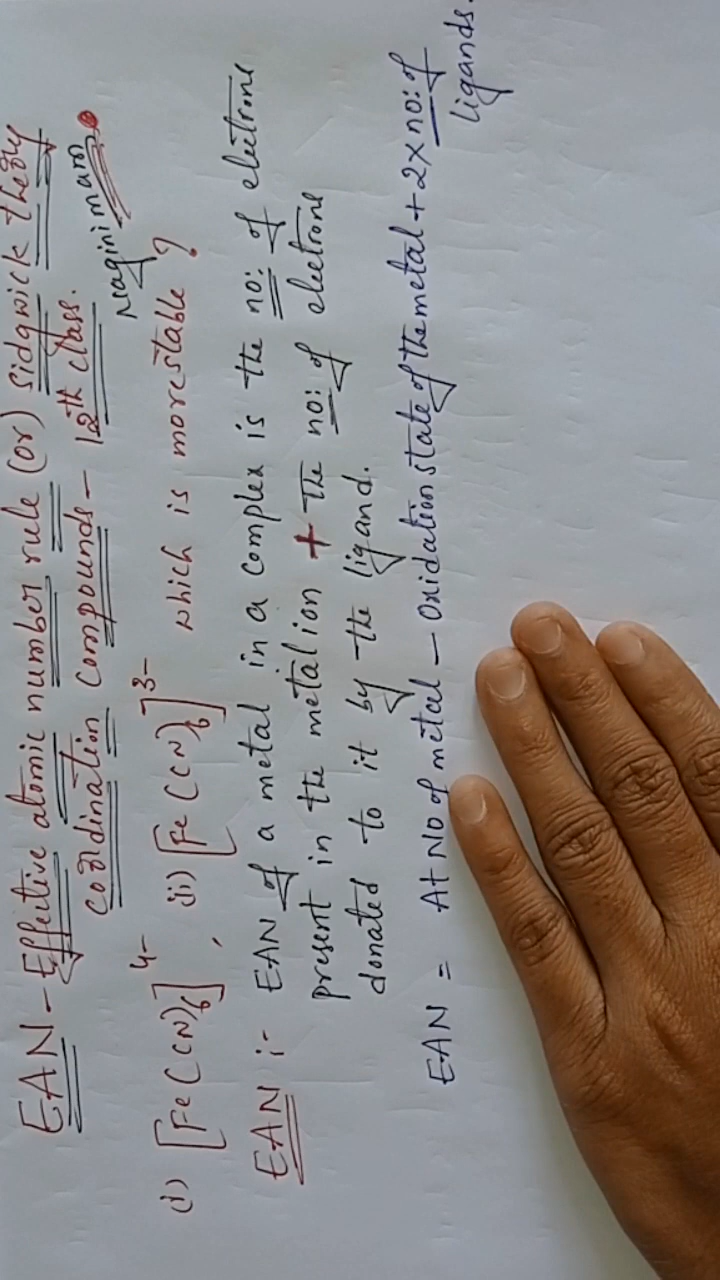 EAN - Effective atomic number rule (or) Sidgwick theory
coordination compounds - 12th class.
Raginimam
(i) [Fe(CN)6]4- , (ii) [Fe(CN)6]3- which is more stable ?
EAN :- EAN of a metal in a complex is the no: of electrons
present in the metal ion + the no: of electrons
donated to it by the ligand.
EAN = At No of metal - Oxidation state of the metal + 2x no: of
ligands.